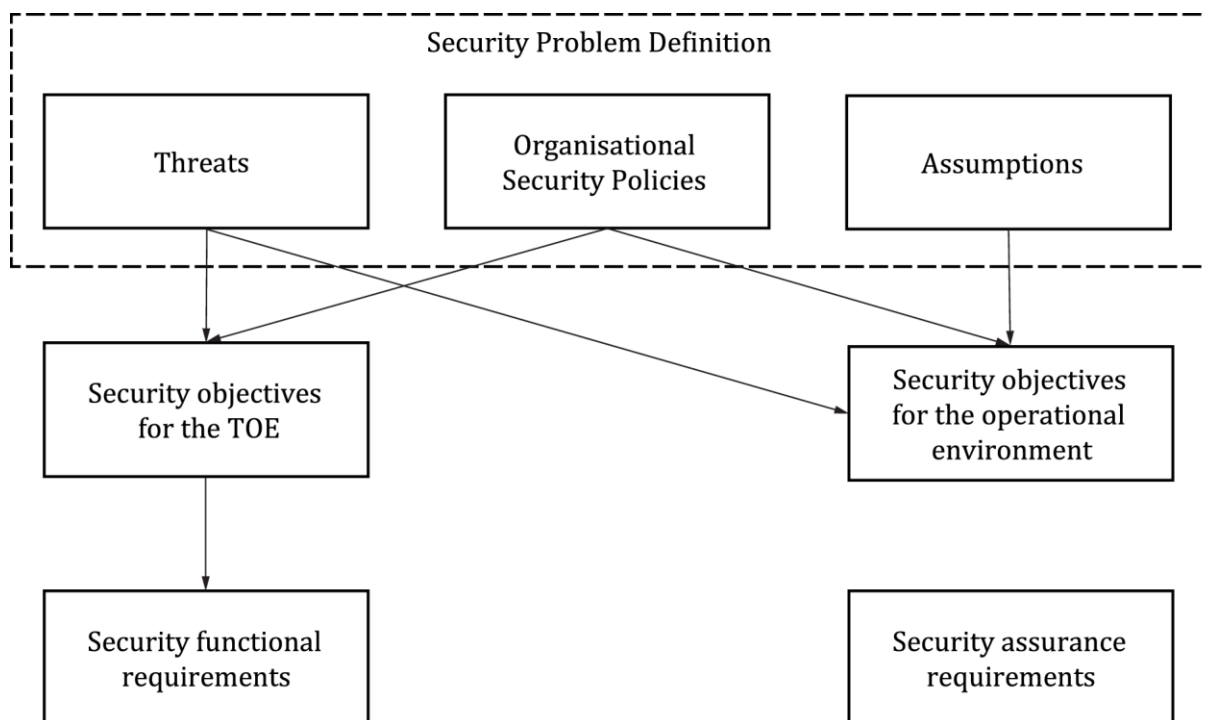 Security Problem Definition
Threats
Organisational
Security Policies
Assumptions
Security objectives
for the TOE
Security objectives
for the operational
environment
Security functional
requirements
Security assurance
requirements